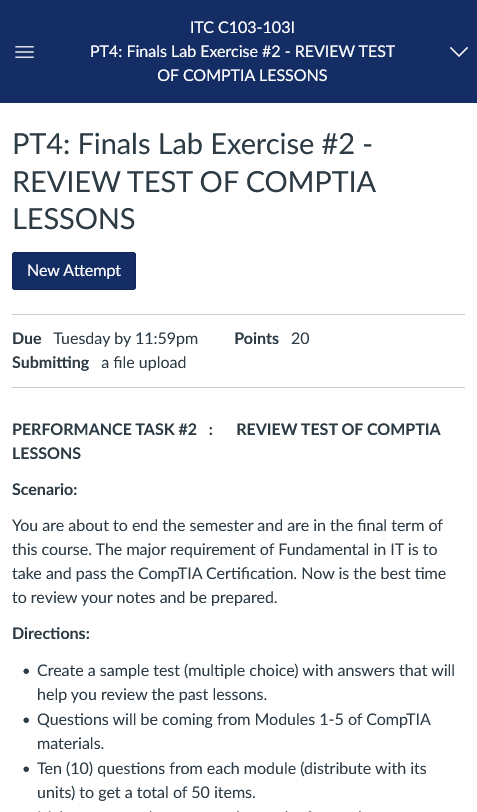 ITC C103-103I
PT4: Finals Lab Exercise #2 - REVIEW TEST
OF COMPTIA LESSONS
PT4: Finals Lab Exercise #2 -
REVIEW TEST OF COMPTIA
LESSONS
New Attempt
Due Tuesday by 11:59pm Points 20
Submitting a file upload
PERFORMANCE TASK #2 : REVIEW TEST OF COMPTIA
LESSONS
Scenario:
You are about to end the semester and are in the final term of
this course. The major requirement of Fundamental in IT is to
take and pass the CompTIA Certification. Now is the best time
to review your notes and be prepared.
Directions:
• Create a sample test (multiple choice) with answers that will
help you review the past lessons.
• Questions will be coming from Modules 1-5 of CompTIA
materials.
• Ten (10) questions from each module (distribute with its
units) to get a total of 50 items.